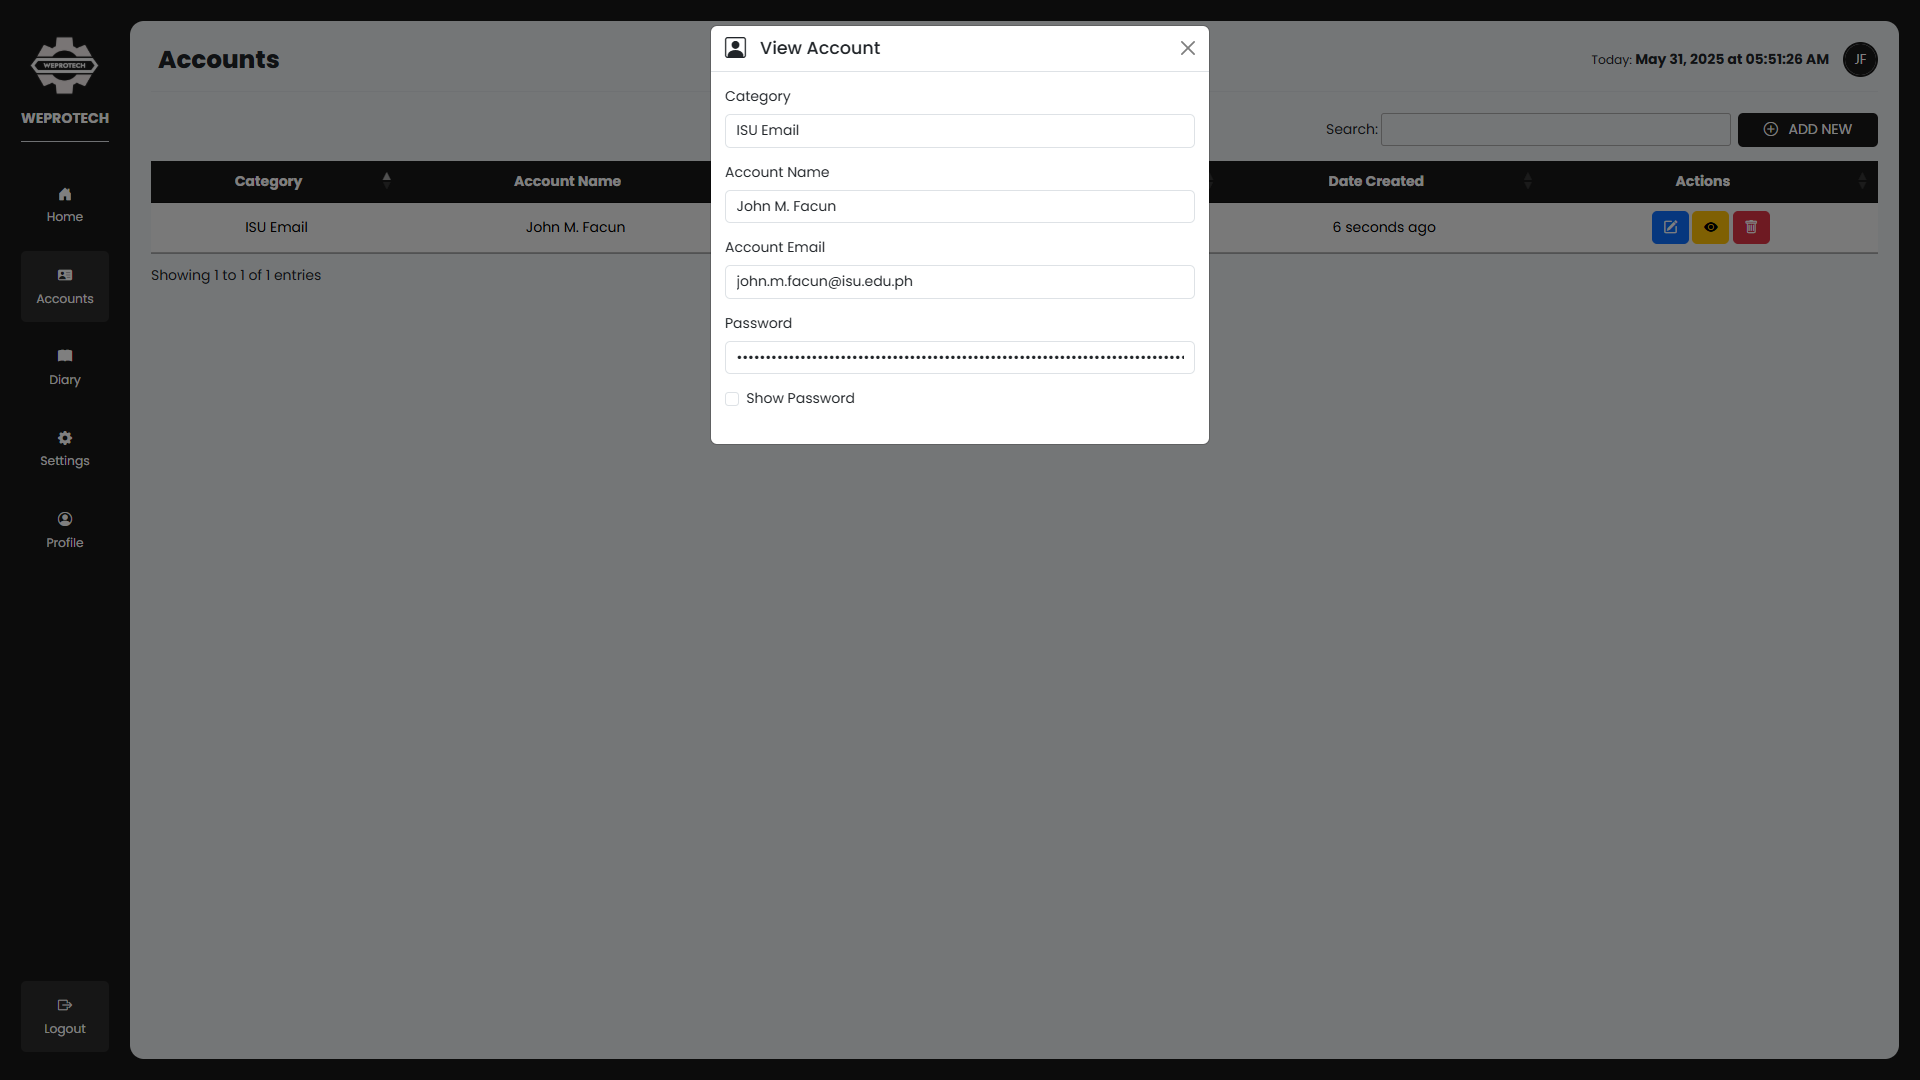 WEPROTECH
WEPROTECH
Home
Accounts
Diary
Settings
Profile
Logout
Accounts
Today: May 31, 2025 at 05:51:26 AM
JF
Search:
ADD NEW
Category
Account Name
Date Created
Actions
ISU Email
John M. Facun
6 seconds ago
Showing 1 to 1 of 1 entries
View Account
Category
ISU Email
Account Name
John M. Facun
Account Email
john.m.facun@isu.edu.ph
Password
Show Password